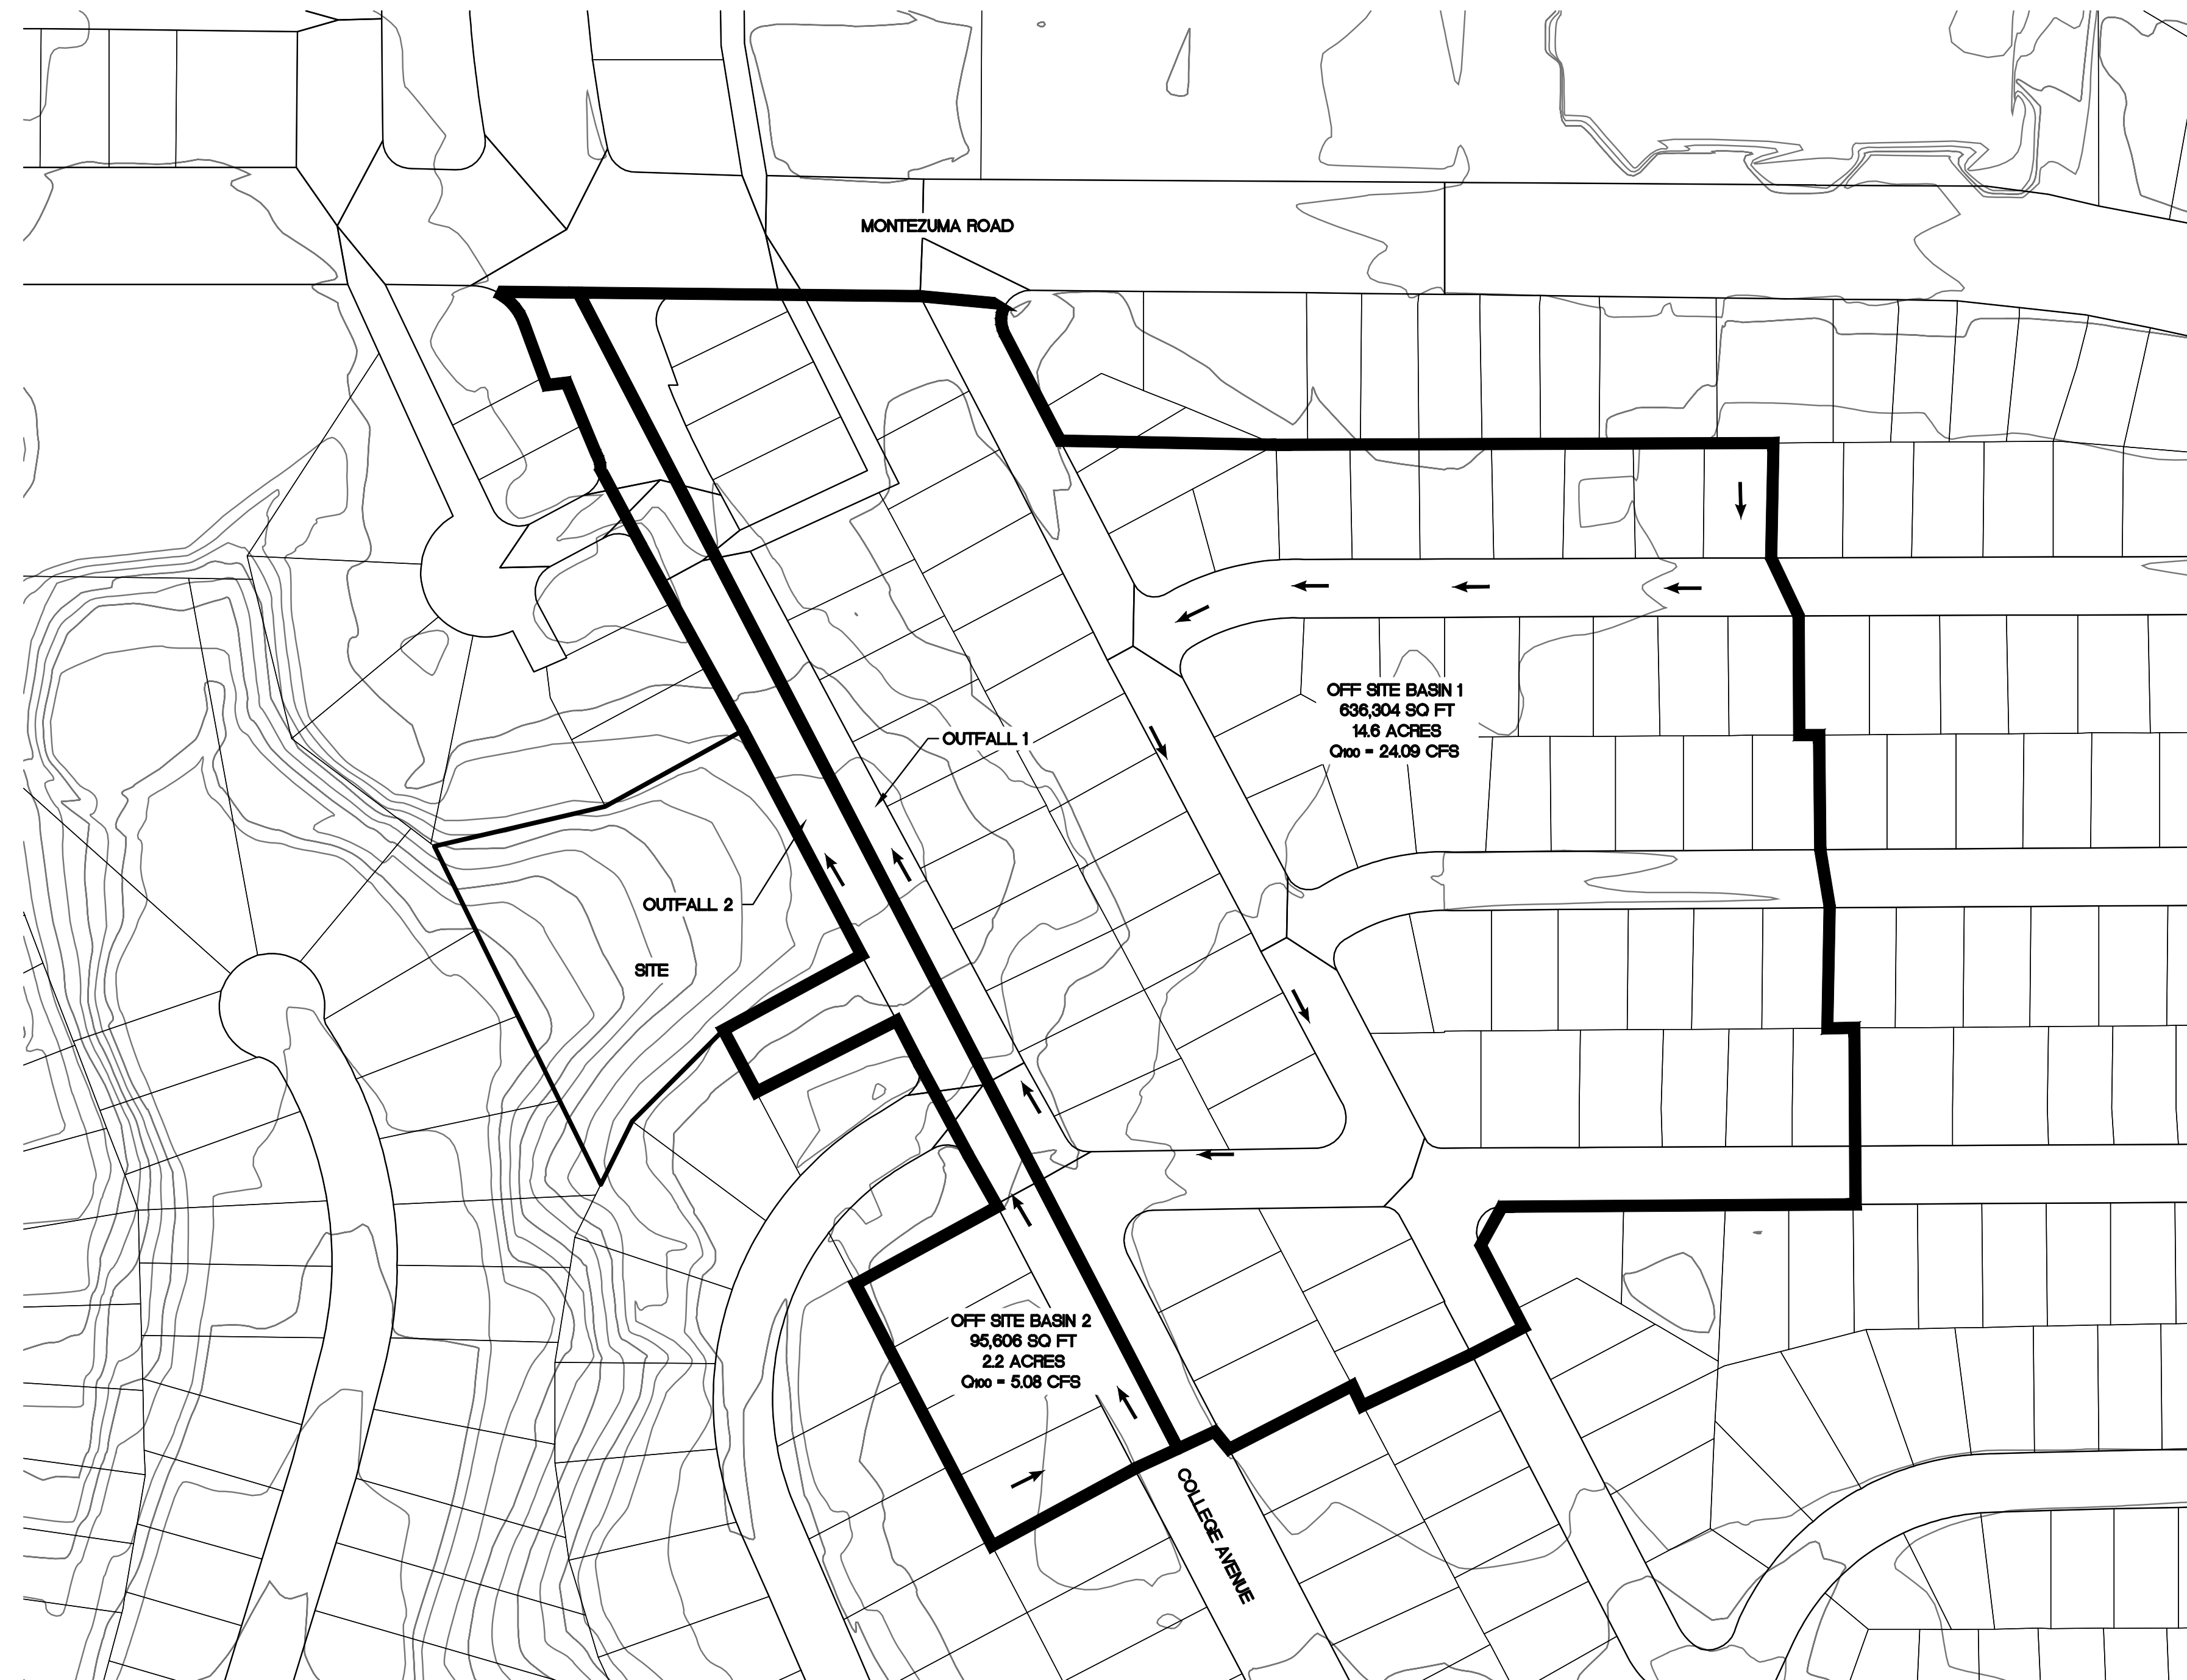 MONTEZUMA ROAD
OFF SITE BASIN 1
636,304 SQ FT
14.6 ACRES
Q100 = 24.09 CFS
OUTFALL 1
OUTFALL 2
SITE
OFF SITE BASIN 2
95,606 SQ FT
2.2 ACRES
Q100 = 5.08 CFS
COLLEGE AVENUE